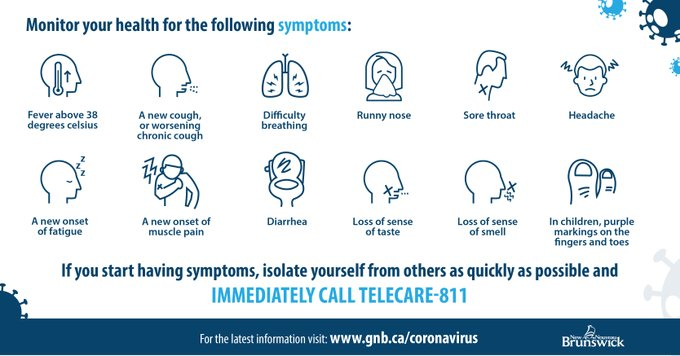 Monitor your health for the following symptoms:
Fever above 38
degrees celsius
A new cough,
or worsening
chronic cough
Difficulty
breathing
Runny nose
Sore throat
Headache
z z z
A new onset
of fatigue
A new onset of
muscle pain
Diarrhea
Loss of sense
of taste
Loss of sense
of smell
In children, purple
markings on the
fingers and toes
If you start having symptoms, isolate yourself from others as quickly as possible and
IMMEDIATELY CALL TELECARE-811
For the latest information visit: www.gnb.ca/coronavirus
New Nouveau
Brunswick